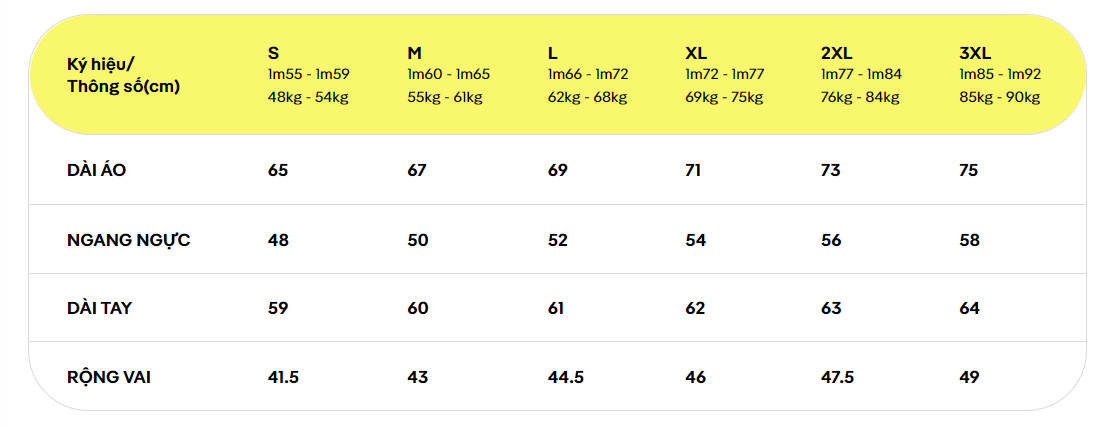 Ký hiệu/
Thông số(cm)
S M L XL 2XL 3XL
1m55 - 1m59 1m60 - 1m65 1m66 - 1m72 1m72 - 1m77 1m77 - 1m84 1m85 - 1m92
48kg - 54kg 55kg - 61kg 62kg - 68kg 69kg - 75kg 76kg - 84kg 85kg - 90kg
DÀI ÁO 65 67 69 71 73 75
NGANG NGỰC 48 50 52 54 56 58
DÀI TAY 59 60 61 62 63 64
RỘNG VAI 41.5 43 44.5 46 47.5 49